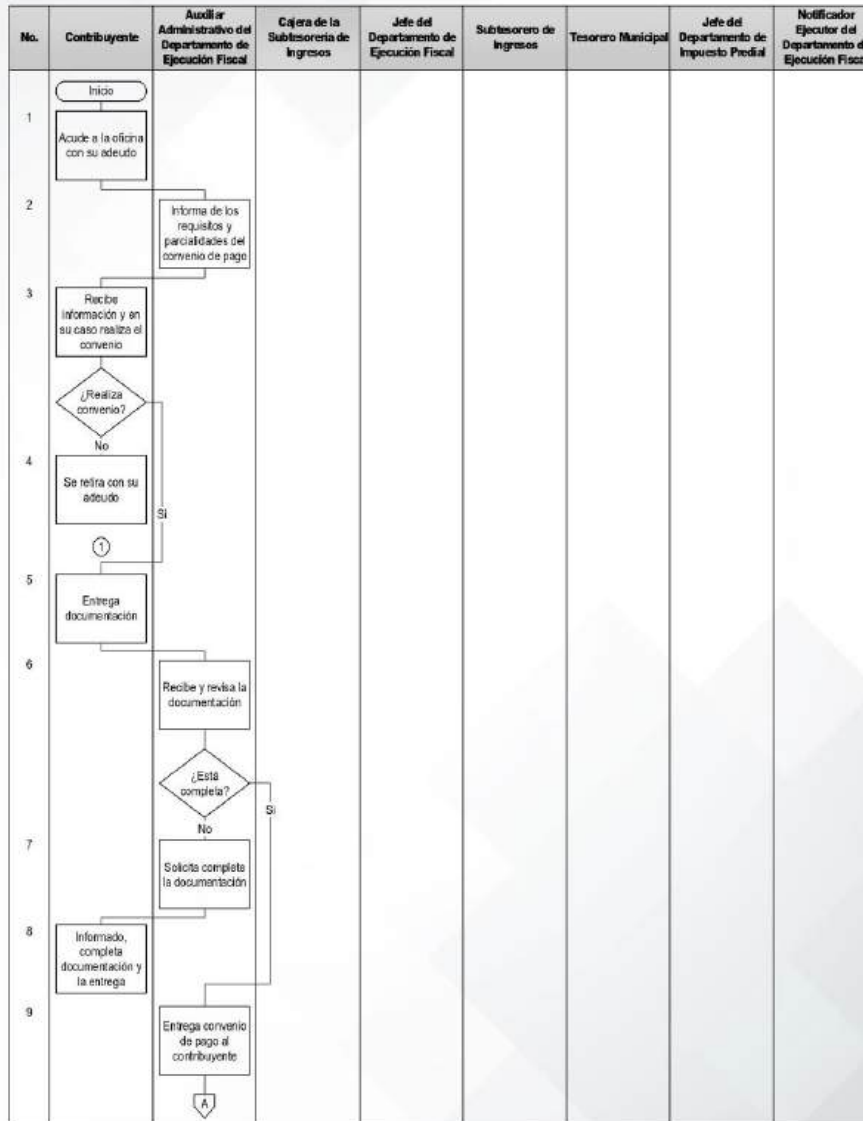 No.
Contribuyente
Auxiliar
Administrativo del
Departamento de
Ejecución Fiscal
Cajera de la
Subtesorería de
Ingresos
Jefe del
Departamento de
Ejecución Fiscal
Subtesorero de
Ingresos
Tesorero Municipal
Jefe del
Departamento de
Impuesto Predial
Notificador
Ejecutor del
Departamento d
Ejecución Fisca
Inicio
1
Acude a la oficina
con su adeudo
2
Informa de los
requisitos y
parcialidades del
convenio de pago
3
Recibe
información y en
su caso realiza el
convenio
¿Realiza
convenio?
No
Si
4
Se retira con su
adeudo
1
5
Entrega
documentación
6
Recibe y revisa la
documentación
¿Está
completa?
No
Si
7
Solicita complete
la documentación
8
Informado,
completa
documentación y
la entrega
9
Entrega convenio
de pago al
contribuyente
A